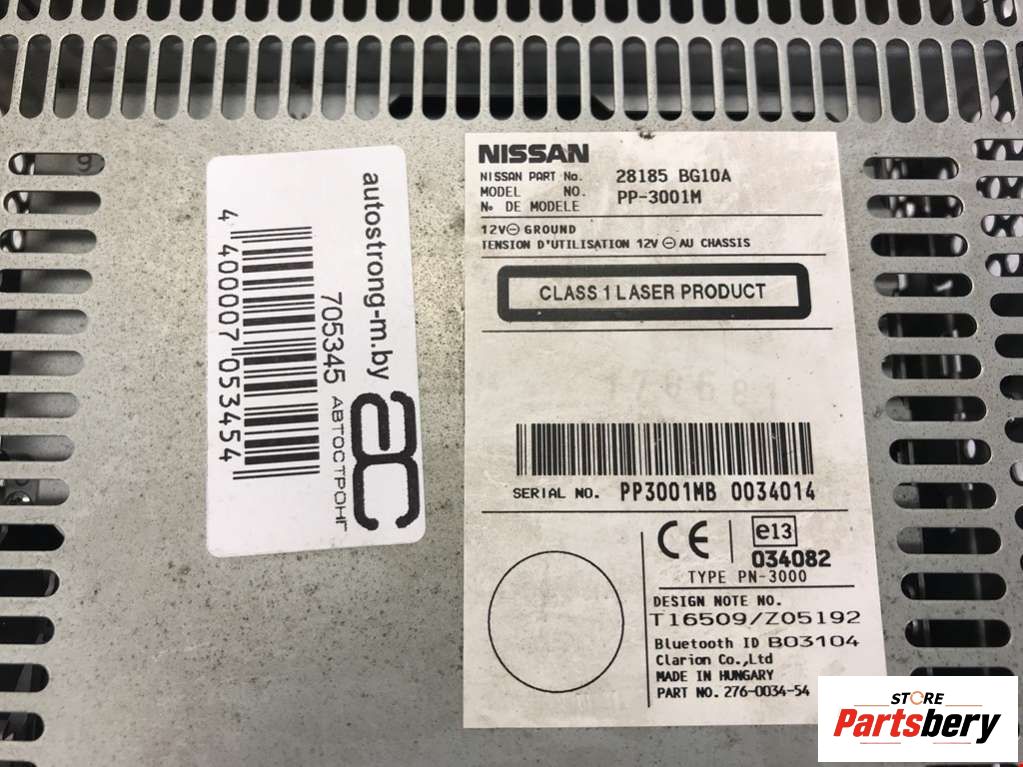 autostrong-m.by
705345
АВТОСТРОНГ
ac
4 400007 053454
NISSAN
NISSAN PART No. 28185 BG10A
MODEL NO. PP-3001M
N° DE MODELE
12V⊖ GROUND
TENSION D'UTILISATION 12V⊖ AU CHASSIS
CLASS 1 LASER PRODUCT
SERIAL NO. PP3001MB 0034014
CE e13
034082
TYPE PN-3000
DESIGN NOTE NO.
T16509/Z05192
Bluetooth ID B03104
Clarion Co.,Ltd
MADE IN HUNGARY
PART NO. 276-0034-54
STORE
Partsbery